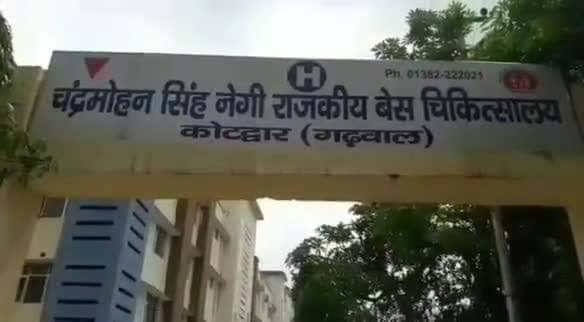 H
Ph. 01382-222021
चंद्रमोहन सिंह नेगी राजकीय बेस चिकित्सालय
कोटद्वार (गढ़वाल)